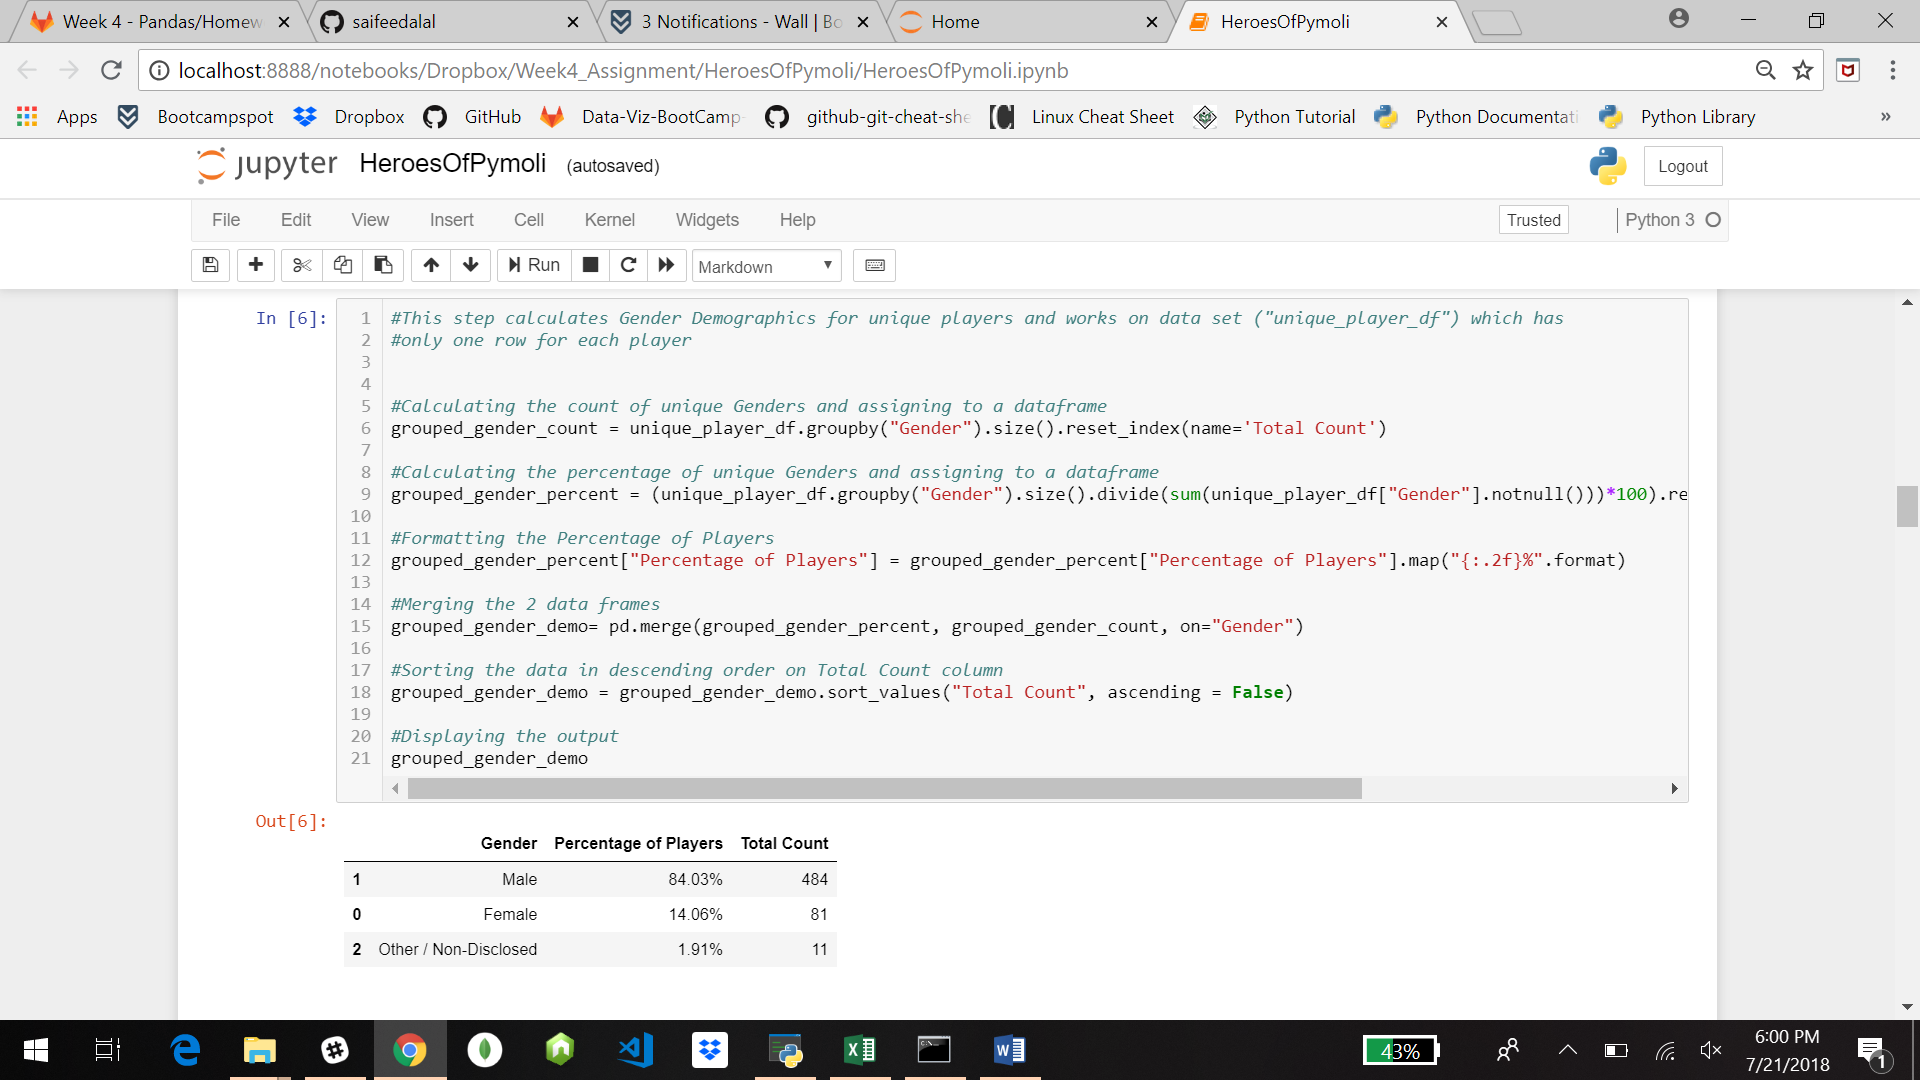 Week 4 - Pandas/Homew
saifeedalal
3 Notifications - Wall | Bo
Home
HeroesOfPymoli
localhost:8888/notebooks/Dropbox/Week4_Assignment/HeroesOfPymoli/HeroesOfPymoli.ipynb
Apps Bootcampspot Dropbox GitHub Data-Viz-BootCamp- github-git-cheat-she Linux Cheat Sheet Python Tutorial Python Documentati Python Library »
jupyter HeroesOfPymoli (autosaved) Logout
File Edit View Insert Cell Kernel Widgets Help Trusted Python 3
Run Markdown
In [6]:
1 #This step calculates Gender Demographics for unique players and works on data set ("unique_player_df") which has
2 #only one row for each player
3
4
5 #Calculating the count of unique Genders and assigning to a dataframe
6 grouped_gender_count = unique_player_df.groupby("Gender").size().reset_index(name='Total Count')
7
8 #Calculating the percentage of unique Genders and assigning to a dataframe
9 grouped_gender_percent = (unique_player_df.groupby("Gender").size().divide(sum(unique_player_df["Gender"].notnull()))*100).re
10
11 #Formatting the Percentage of Players
12 grouped_gender_percent["Percentage of Players"] = grouped_gender_percent["Percentage of Players"].map("{:.2f}%".format)
13
14 #Merging the 2 data frames
15 grouped_gender_demo= pd.merge(grouped_gender_percent, grouped_gender_count, on="Gender")
16
17 #Sorting the data in descending order on Total Count column
18 grouped_gender_demo = grouped_gender_demo.sort_values("Total Count", ascending = False)
19
20 #Displaying the output
21 grouped_gender_demo
Out[6]:
Gender Percentage of Players Total Count
1 Male 84.03% 484
0 Female 14.06% 81
2 Other / Non-Disclosed 1.91% 11
43%
6:00 PM
7/21/2018
1